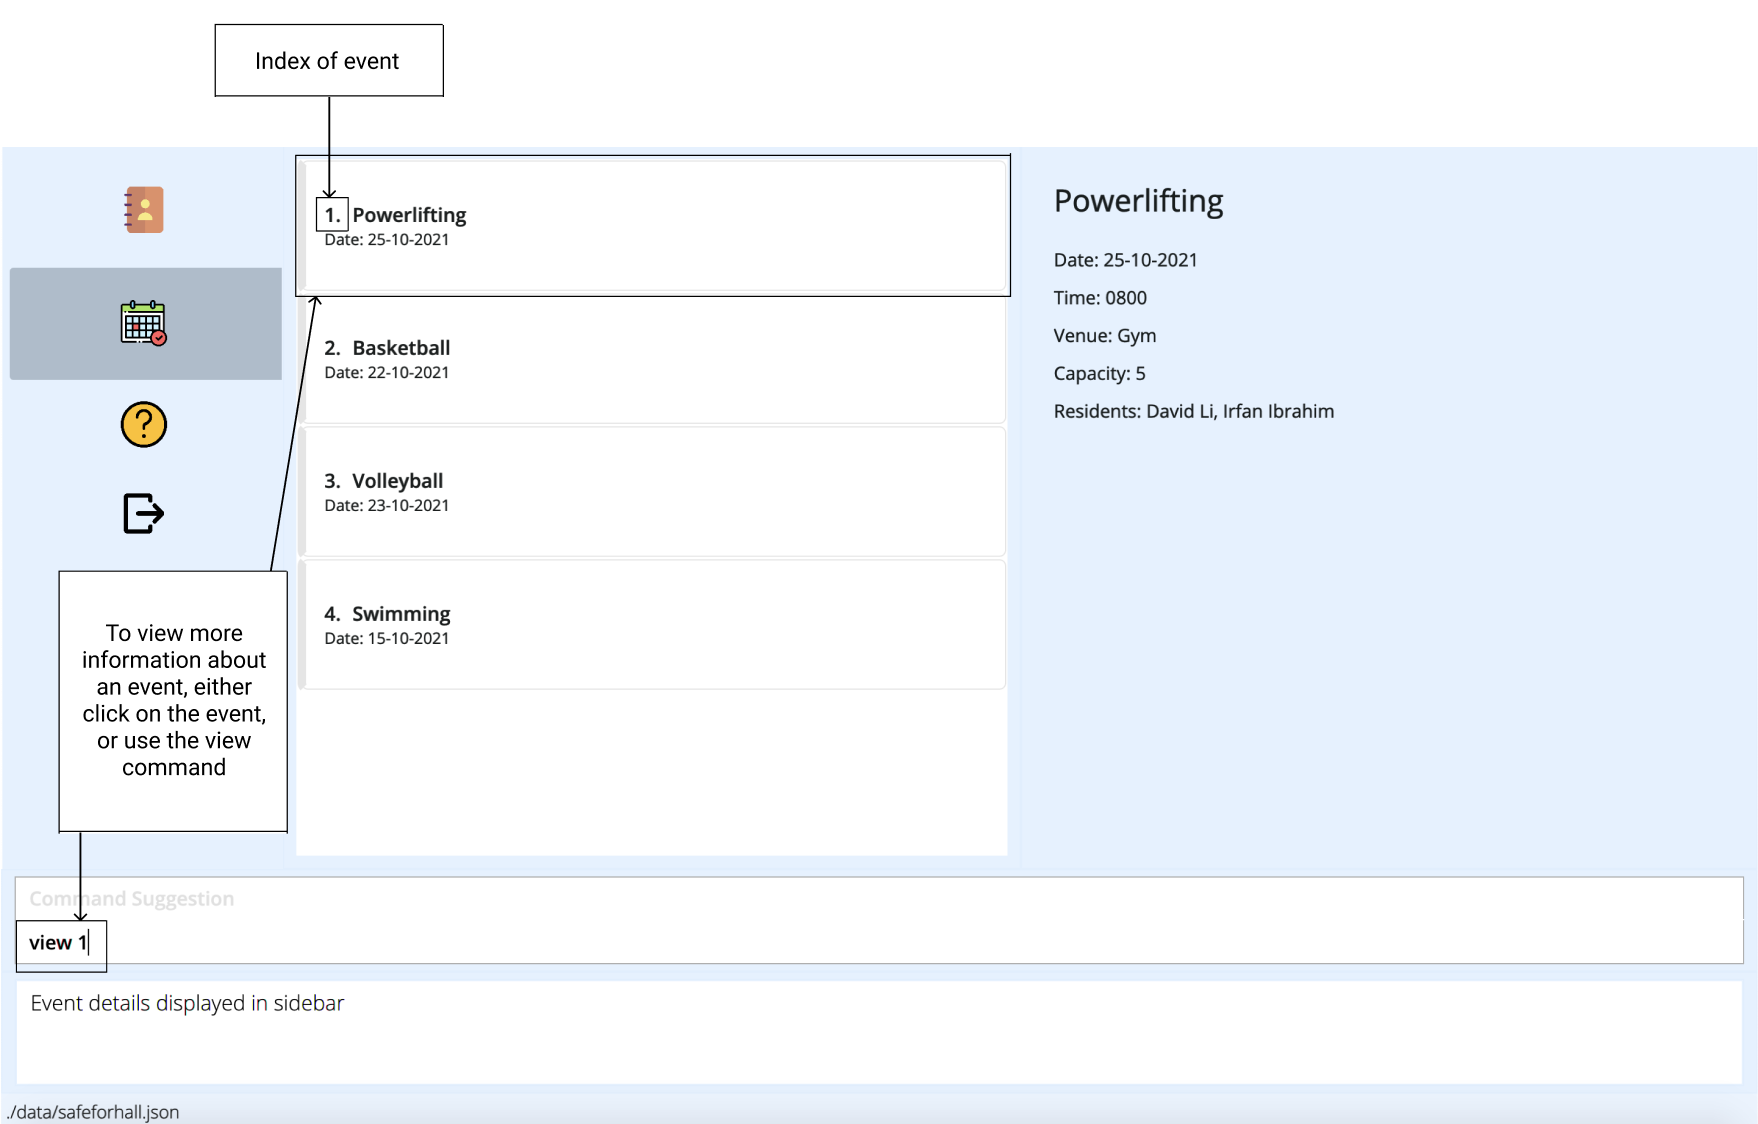 Index of event
1. Powerlifting
Date: 25-10-2021
2. Basketball
Date: 22-10-2021
3. Volleyball
Date: 23-10-2021
4. Swimming
Date: 15-10-2021
Powerlifting
Date: 25-10-2021
Time: 0800
Venue: Gym
Capacity: 5
Residents: David Li, Irfan Ibrahim
To view more
information about
an event, either
click on the event,
or use the view
command
Command Suggestion
view 1
Event details displayed in sidebar
./data/safeforhall.json